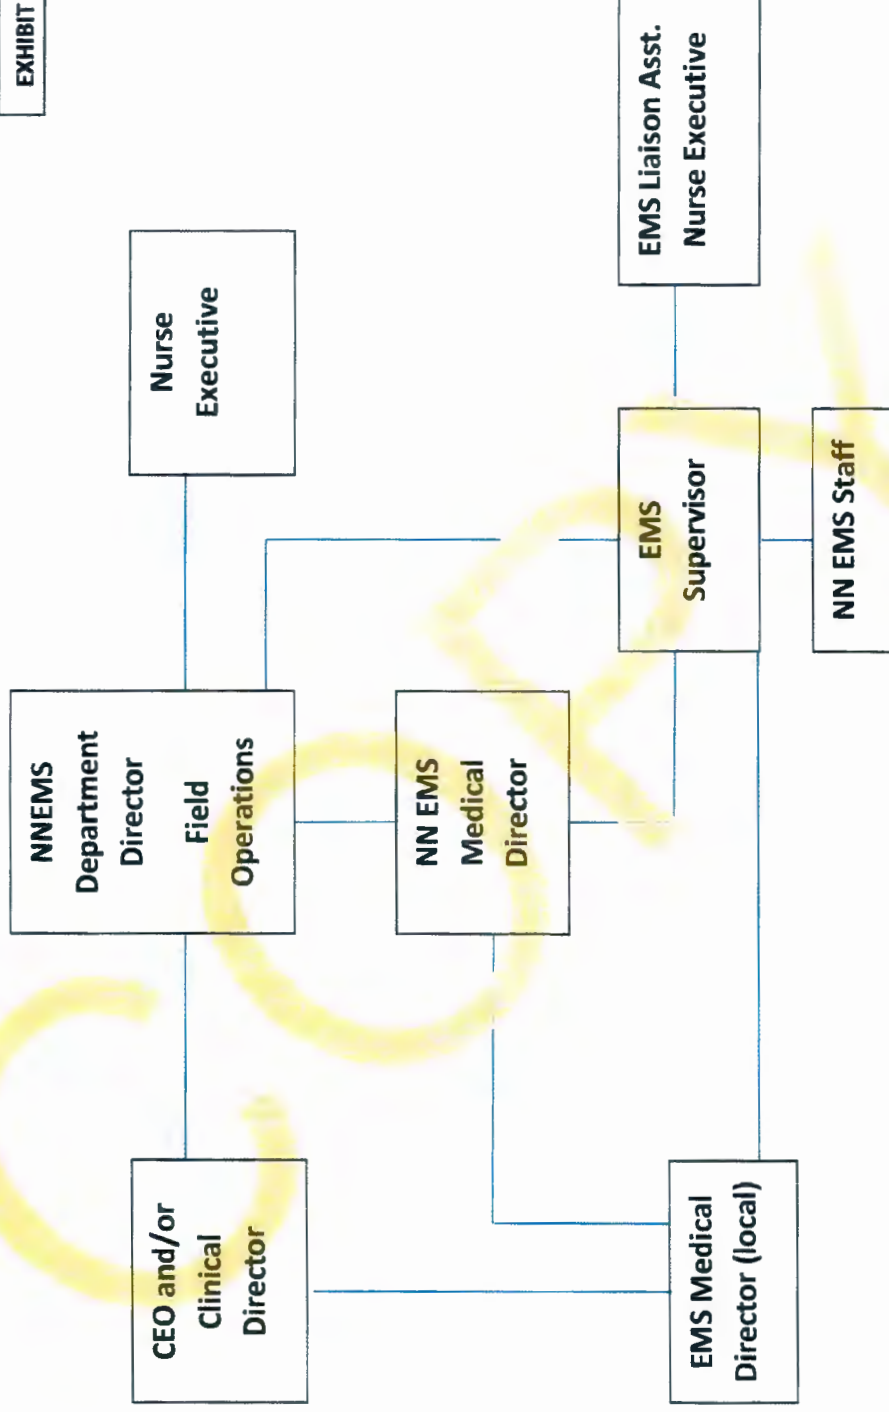 EXHIBIT
NNEMS
Department
Director
Field
Operations
CEO and/or
Clinical
Director
Nurse
Executive
NN EMS
Medical
Director
EMS Medical
Director (local)
EMS
Supervisor
EMS Liaison Asst.
Nurse Executive
NN EMS Staff
COPY